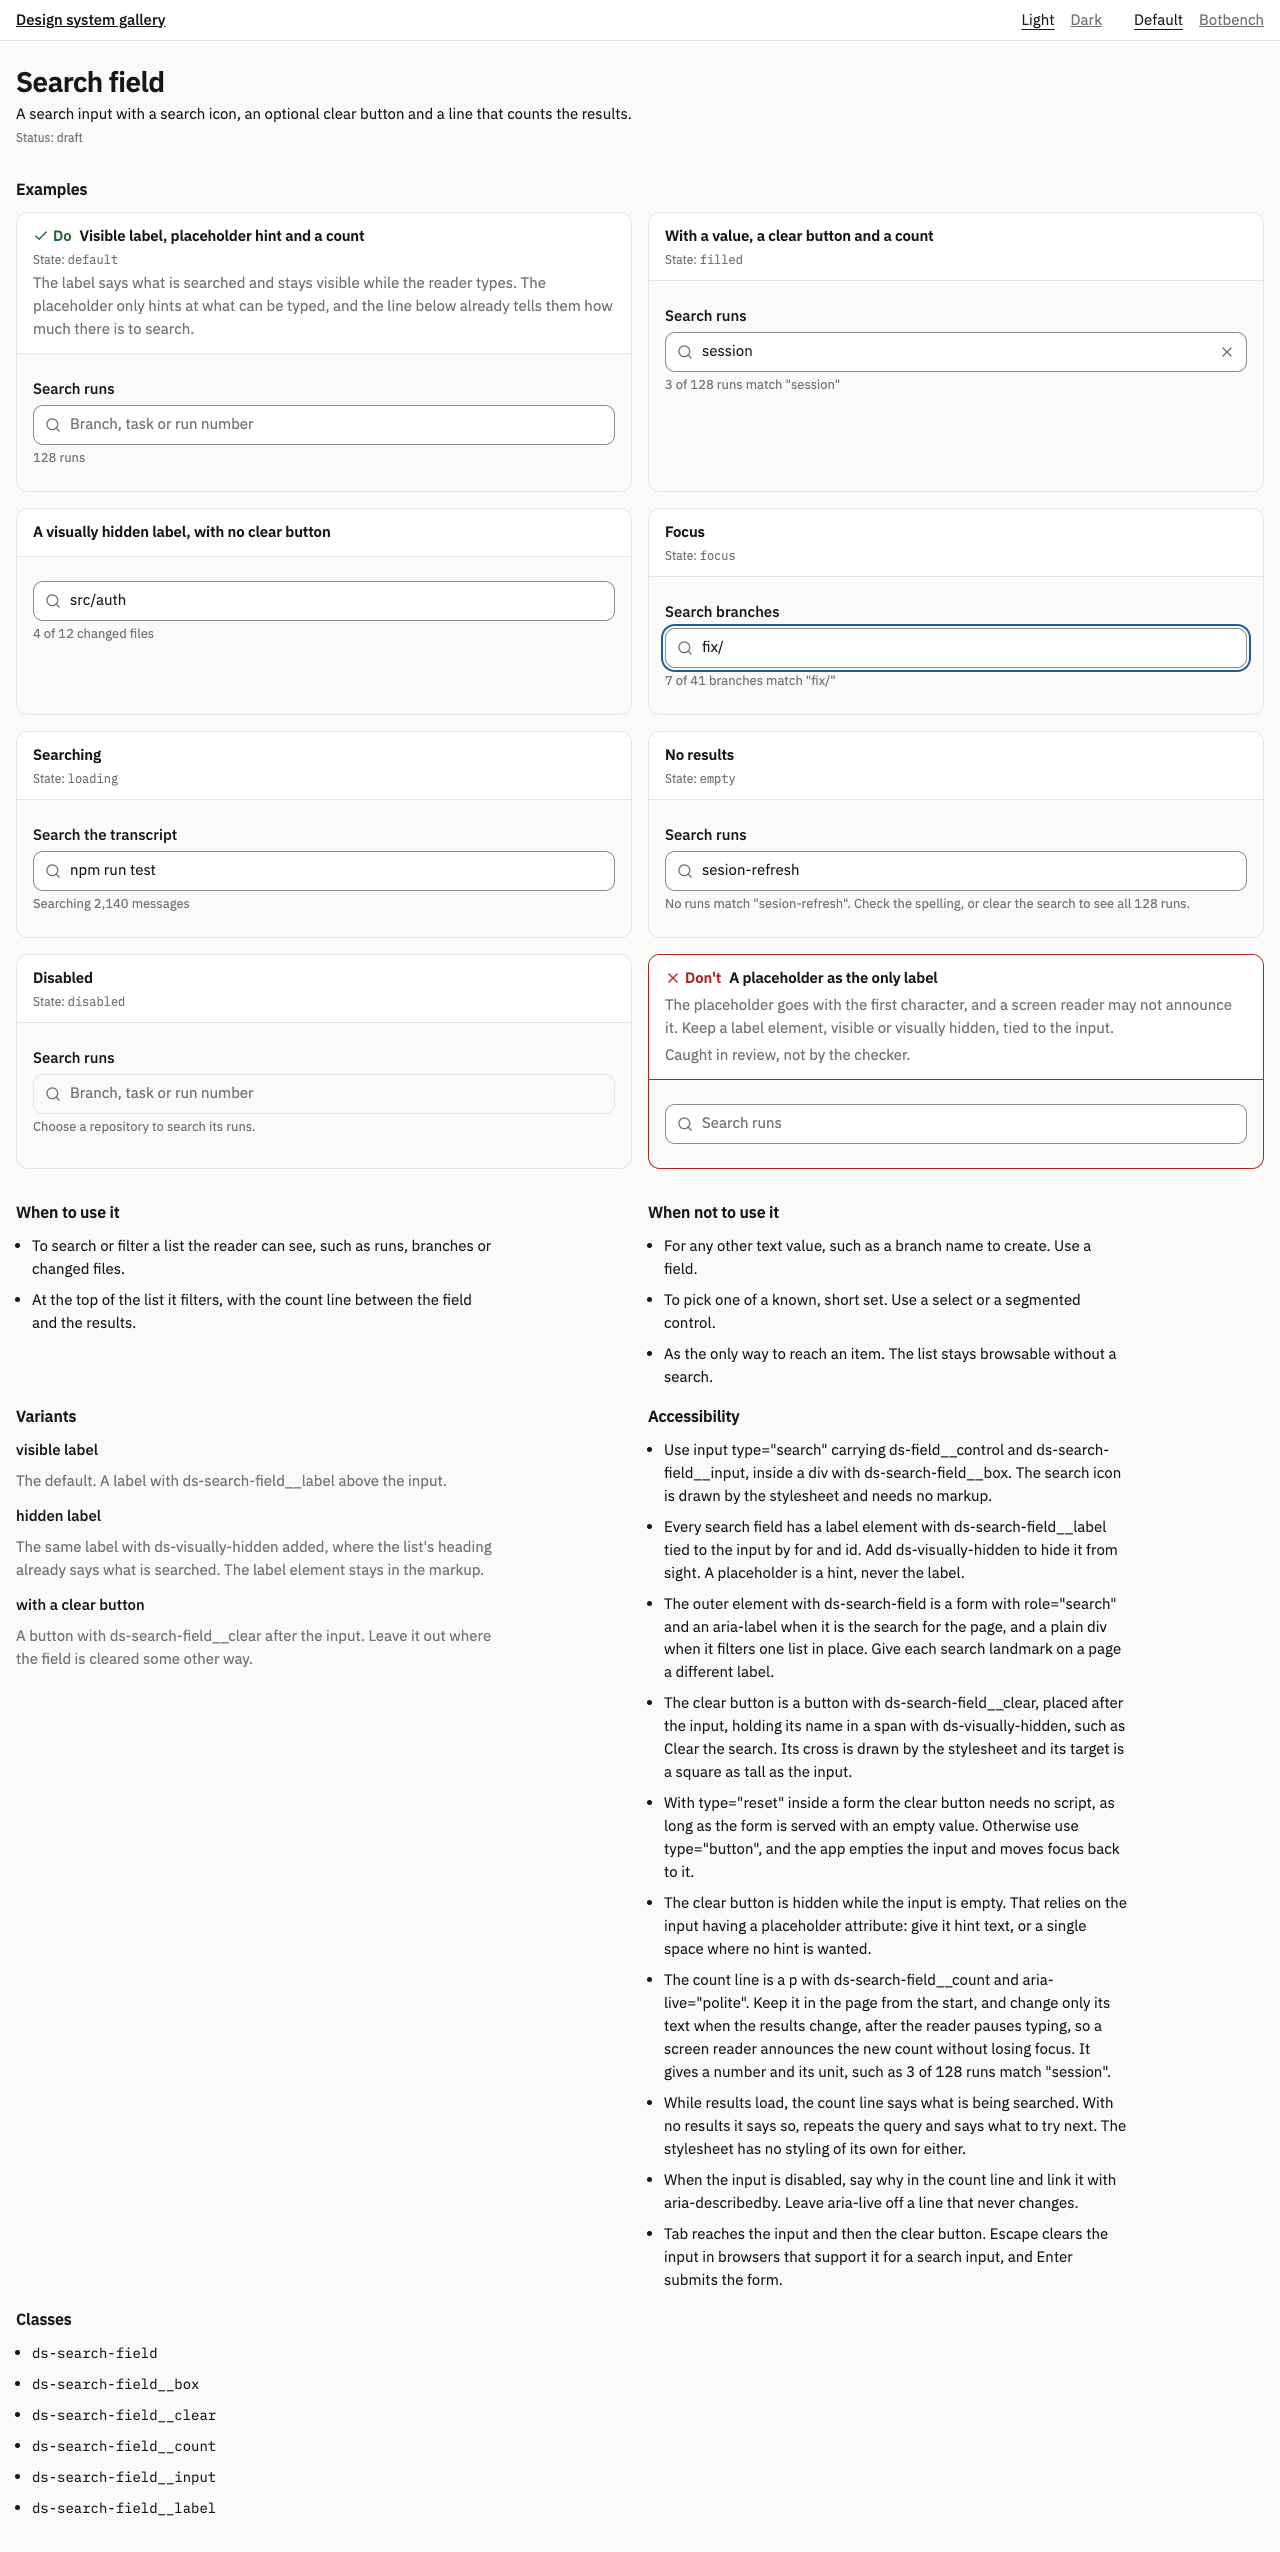 Design system gallery
Light Dark Default Botbench
Search field
A search input with a search icon, an optional clear button and a line that counts the results.
Status: draft
Examples
Do Visible label, placeholder hint and a count
State: default
The label says what is searched and stays visible while the reader types. The
placeholder only hints at what can be typed, and the line below already tells them how
much there is to search.
Search runs
Branch, task or run number
128 runs
With a value, a clear button and a count
State: filled
Search runs
session
3 of 128 runs match "session"
A visually hidden label, with no clear button
src/auth
4 of 12 changed files
Focus
State: focus
Search branches
fix/
7 of 41 branches match "fix/"
Searching
State: loading
Search the transcript
npm run test
Searching 2,140 messages
No results
State: empty
Search runs
sesion-refresh
No runs match "sesion-refresh". Check the spelling, or clear the search to see all 128 runs.
Disabled
State: disabled
Search runs
Branch, task or run number
Choose a repository to search its runs.
Don't A placeholder as the only label
The placeholder goes with the first character, and a screen reader may not announce
it. Keep a label element, visible or visually hidden, tied to the input.
Caught in review, not by the checker.
Search runs
When to use it
To search or filter a list the reader can see, such as runs, branches or
changed files.
At the top of the list it filters, with the count line between the field
and the results.
When not to use it
For any other text value, such as a branch name to create. Use a
field.
To pick one of a known, short set. Use a select or a segmented
control.
As the only way to reach an item. The list stays browsable without a
search.
Variants
visible label
The default. A label with ds-search-field__label above the input.
hidden label
The same label with ds-visually-hidden added, where the list's heading
already says what is searched. The label element stays in the markup.
with a clear button
A button with ds-search-field__clear after the input. Leave it out where
the field is cleared some other way.
Accessibility
Use input type="search" carrying ds-field__control and ds-search-
field__input, inside a div with ds-search-field__box. The search icon
is drawn by the stylesheet and needs no markup.
Every search field has a label element with ds-search-field__label
tied to the input by for and id. Add ds-visually-hidden to hide it from
sight. A placeholder is a hint, never the label.
The outer element with ds-search-field is a form with role="search"
and an aria-label when it is the search for the page, and a plain div
when it filters one list in place. Give each search landmark on a page
a different label.
The clear button is a button with ds-search-field__clear, placed after
the input, holding its name in a span with ds-visually-hidden, such as
Clear the search. Its cross is drawn by the stylesheet and its target is
a square as tall as the input.
With type="reset" inside a form the clear button needs no script, as
long as the form is served with an empty value. Otherwise use
type="button", and the app empties the input and moves focus back
to it.
The clear button is hidden while the input is empty. That relies on the
input having a placeholder attribute: give it hint text, or a single
space where no hint is wanted.
The count line is a p with ds-search-field__count and aria-
live="polite". Keep it in the page from the start, and change only its
text when the results change, after the reader pauses typing, so a
screen reader announces the new count without losing focus. It
gives a number and its unit, such as 3 of 128 runs match "session".
While results load, the count line says what is being searched. With
no results it says so, repeats the query and says what to try next. The
stylesheet has no styling of its own for either.
When the input is disabled, say why in the count line and link it with
aria-describedby. Leave aria-live off a line that never changes.
Tab reaches the input and then the clear button. Escape clears the
input in browsers that support it for a search input, and Enter
submits the form.
Classes
ds-search-field
ds-search-field__box
ds-search-field__clear
ds-search-field__count
ds-search-field__input
ds-search-field__label